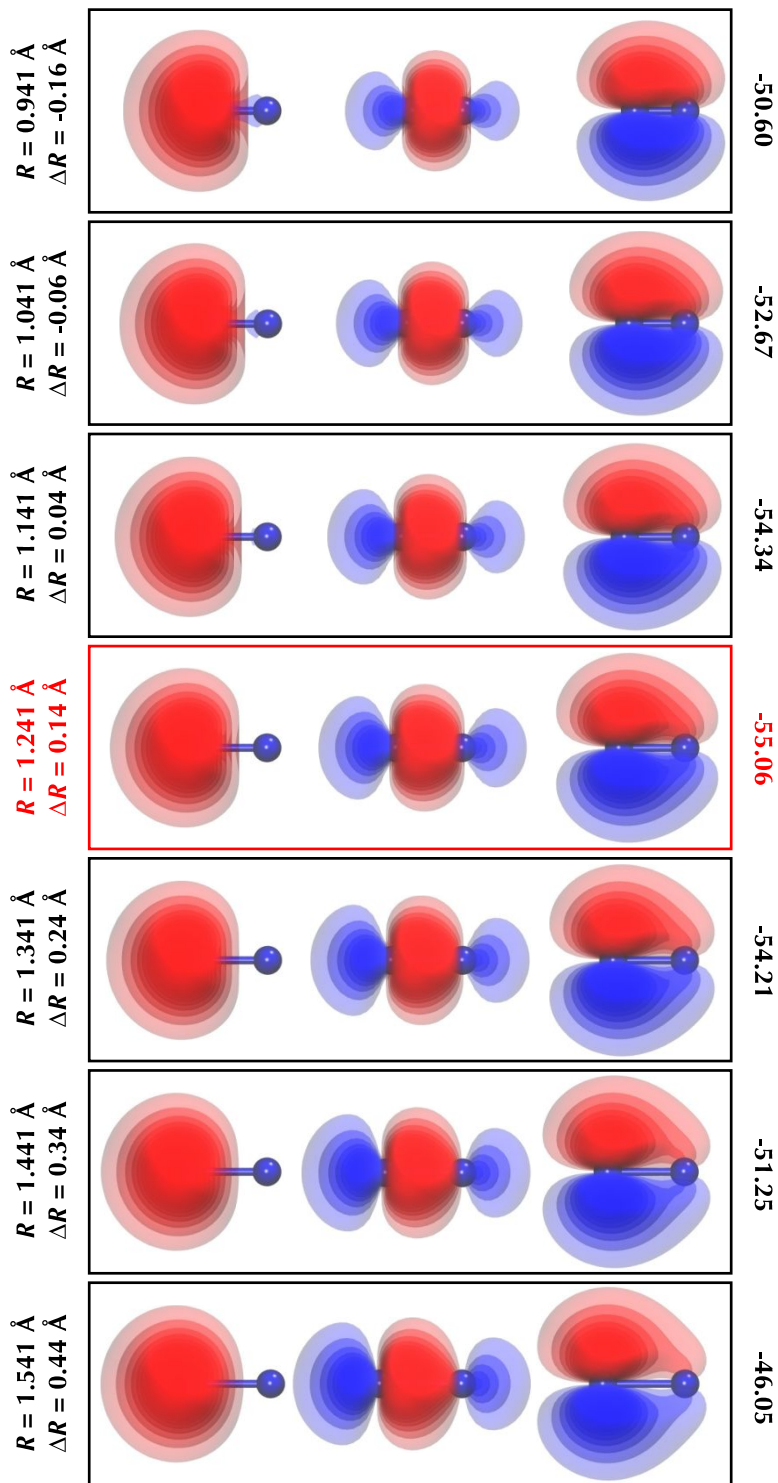 R = 0.941 Å
ΔR = -0.16 Å
-50.60
R = 1.041 Å
ΔR = -0.06 Å
-52.67
R = 1.141 Å
ΔR = 0.04 Å
-54.34
R = 1.241 Å
ΔR = 0.14 Å
-55.06
R = 1.341 Å
ΔR = 0.24 Å
-54.21
R = 1.441 Å
ΔR = 0.34 Å
-51.25
R = 1.541 Å
ΔR = 0.44 Å
-46.05